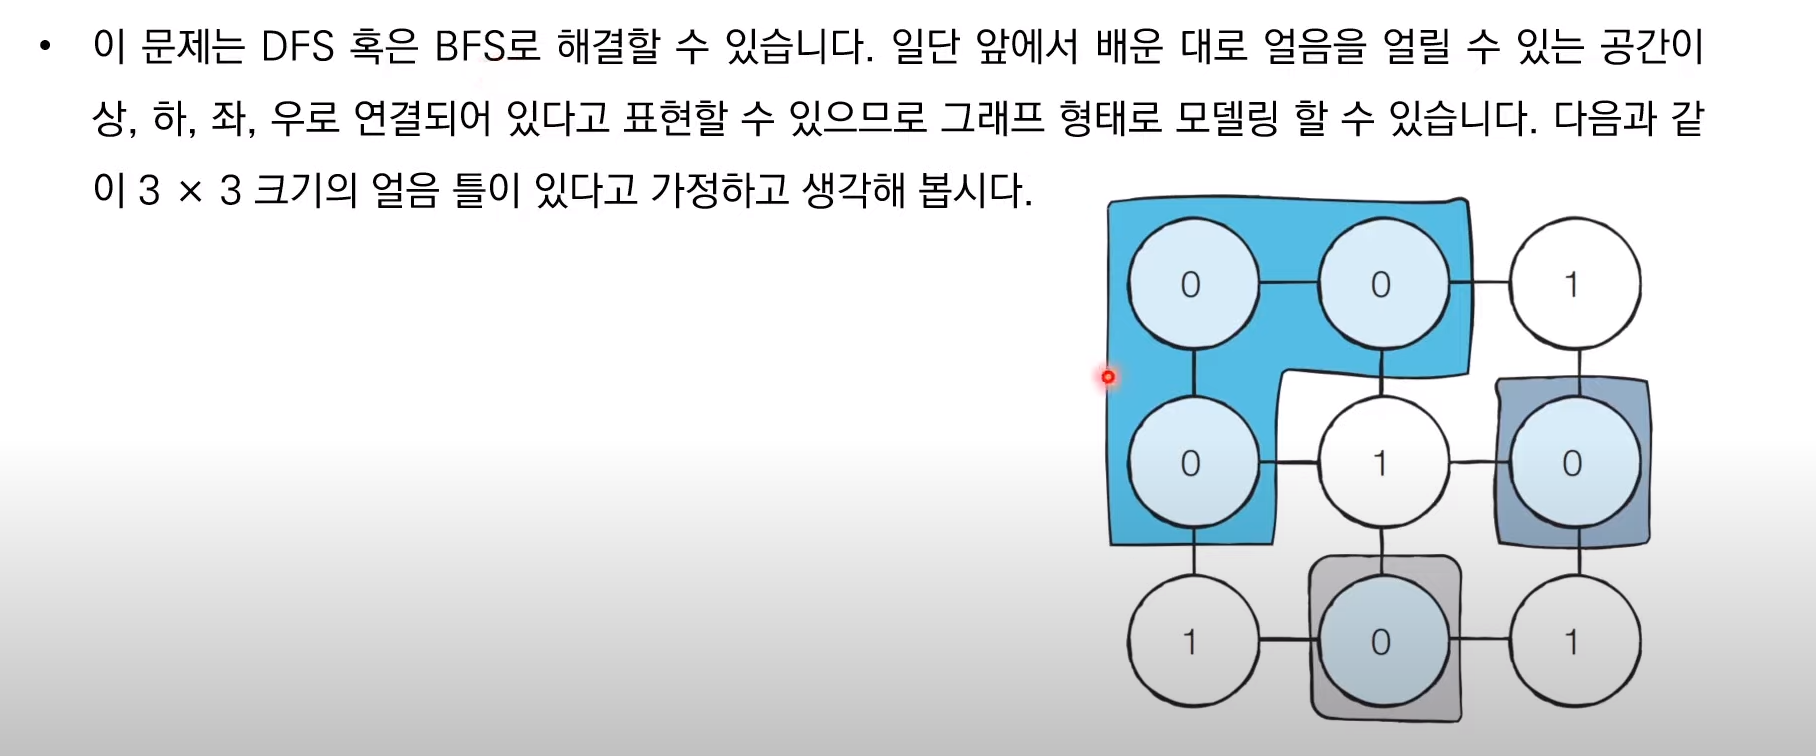 • 이 문제는 DFS 혹은 BFS로 해결할 수 있습니다. 일단 앞에서 배운 대로 얼음을 얼릴 수 있는 공간이
상, 하, 좌, 우로 연결되어 있다고 표현할 수 있으므로 그래프 형태로 모델링 할 수 있습니다. 다음과 같
이 3 × 3 크기의 얼음 틀이 있다고 가정하고 생각해 봅시다.
0 0 1
0 1 0
1 0 1